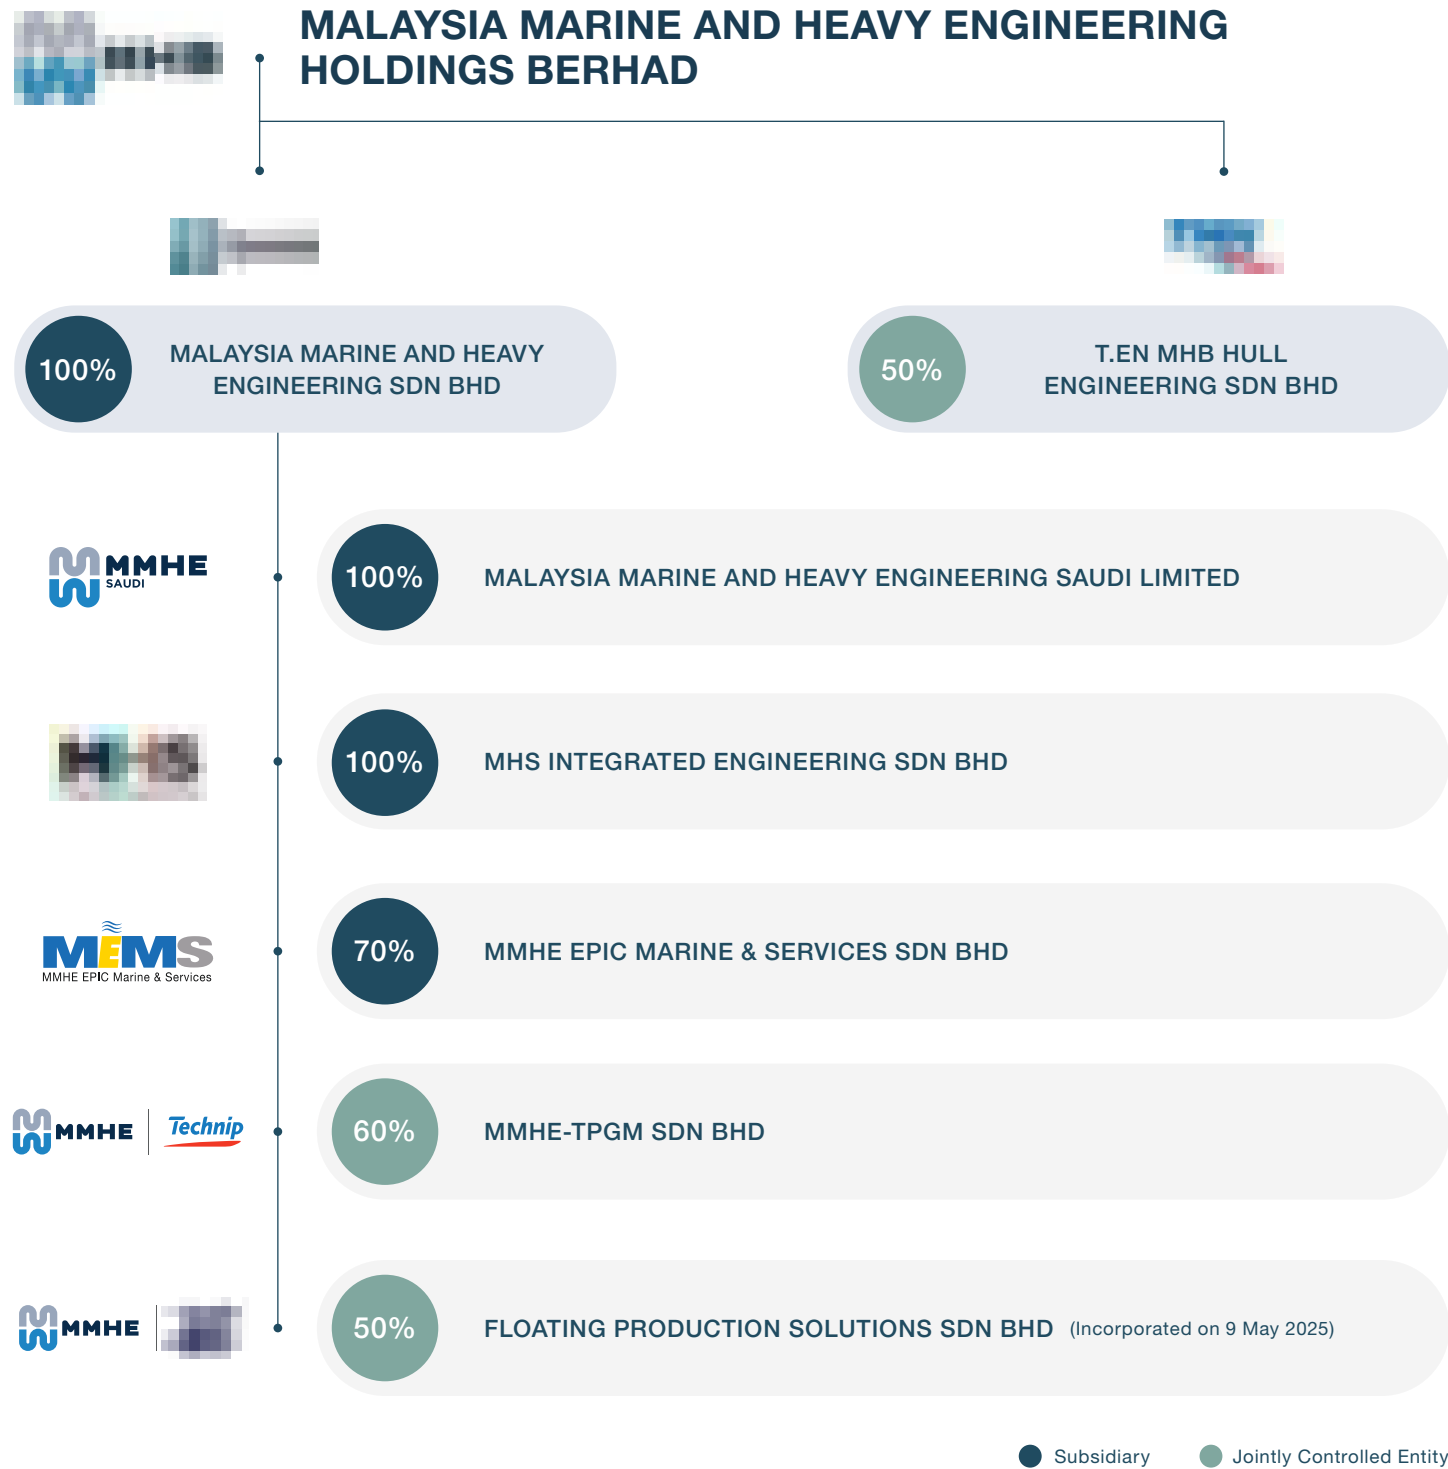 MALAYSIA MARINE AND HEAVY ENGINEERING
HOLDINGS BERHAD
100%
MALAYSIA MARINE AND HEAVY
ENGINEERING SDN BHD
50%
T.EN MHB HULL
ENGINEERING SDN BHD
MMHE
SAUDI
100%
MALAYSIA MARINE AND HEAVY ENGINEERING SAUDI LIMITED
100%
MHS INTEGRATED ENGINEERING SDN BHD
MEMS
MMHE EPIC Marine & Services
70%
MMHE EPIC MARINE & SERVICES SDN BHD
MMHE
Technip
60%
MMHE-TPGM SDN BHD
MMHE
50%
FLOATING PRODUCTION SOLUTIONS SDN BHD (Incorporated on 9 May 2025)
Subsidiary
Jointly Controlled Entity